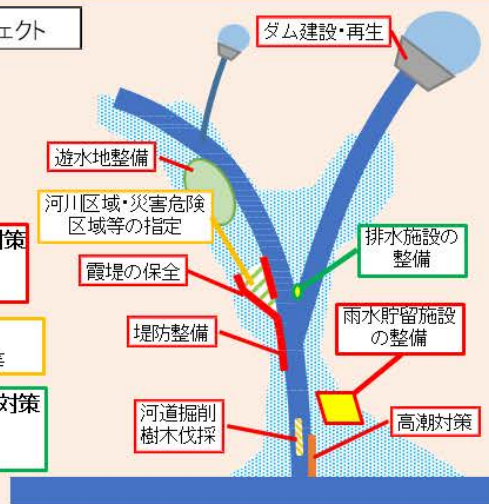 ェクト
ダム建設・再生
遊水地整備
河川区域・災害危険
区域等の指定
排水施設の
整備
対策
霞堤の保全
雨水貯留施設
の整備
堤防整備
対策
河道掘削
樹木伐採
高潮対策